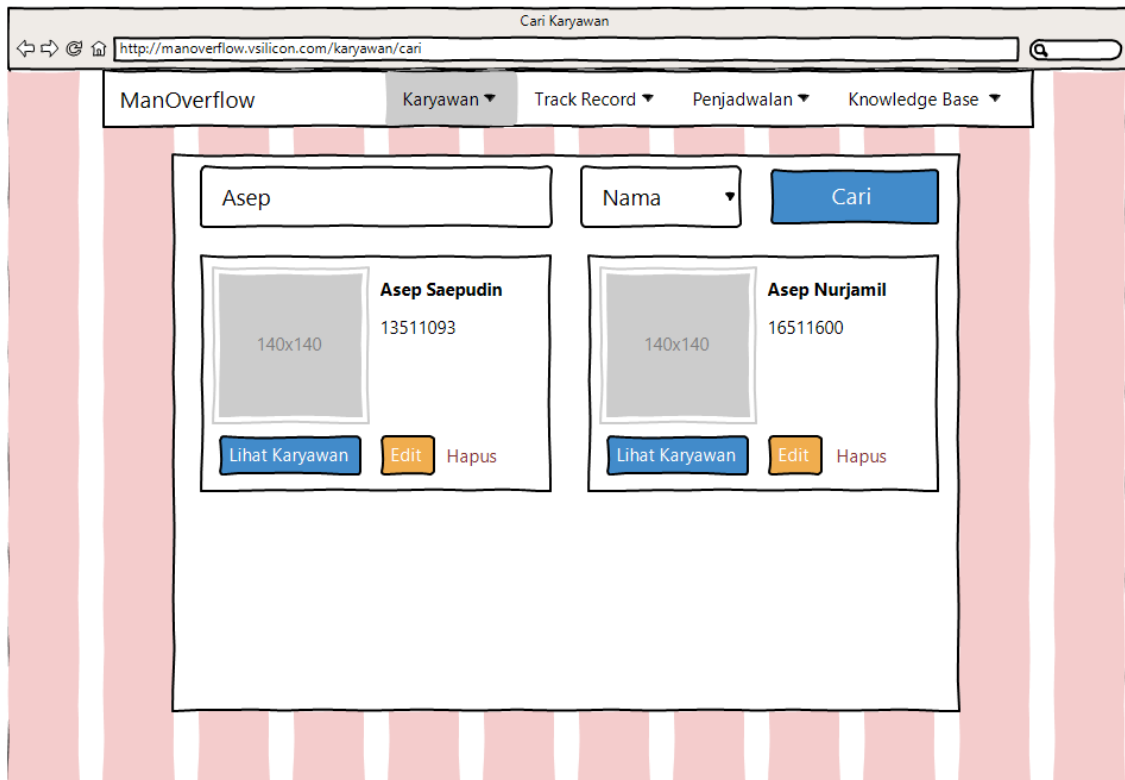 Cari Karyawan
http://manoverflow.vsilicon.com/karyawan/cari
ManOverflow Karyawan Track Record Penjadwalan Knowledge Base
Asep Nama Cari
Asep Saepudin
13511093
140x140
Lihat Karyawan Edit Hapus
Asep Nurjamil
16511600
140x140
Lihat Karyawan Edit Hapus